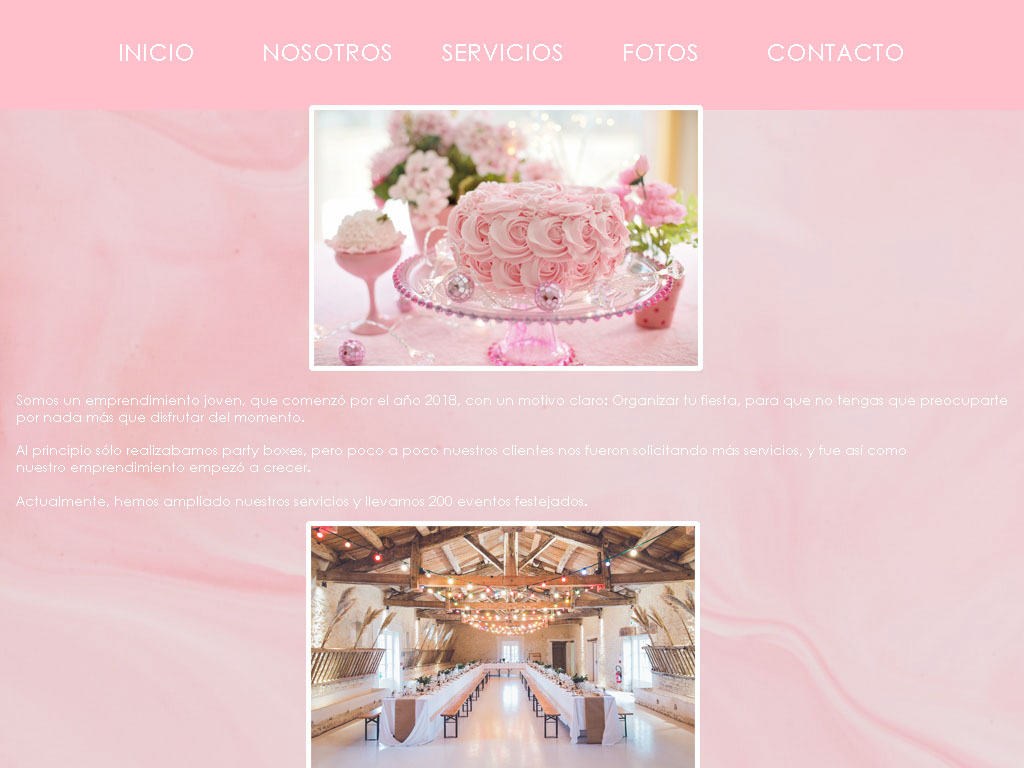 INICIO NOSOTROS SERVICIOS FOTOS CONTACTO
Somos un emprendimiento joven, que comenzó por el año 2018, con un motivo claro: Organizar tu fiesta, para que no tengas que preocuparte
por nada más que disfrutar del momento.
Al principio sólo realizabamos party boxes, pero poco a poco nuestros clientes nos fueron solicitando más servicios, y fue así como
nuestro emprendimiento empezó a crecer.
Actualmente, hemos ampliado nuestros servicios y llevamos 200 eventos festejados.